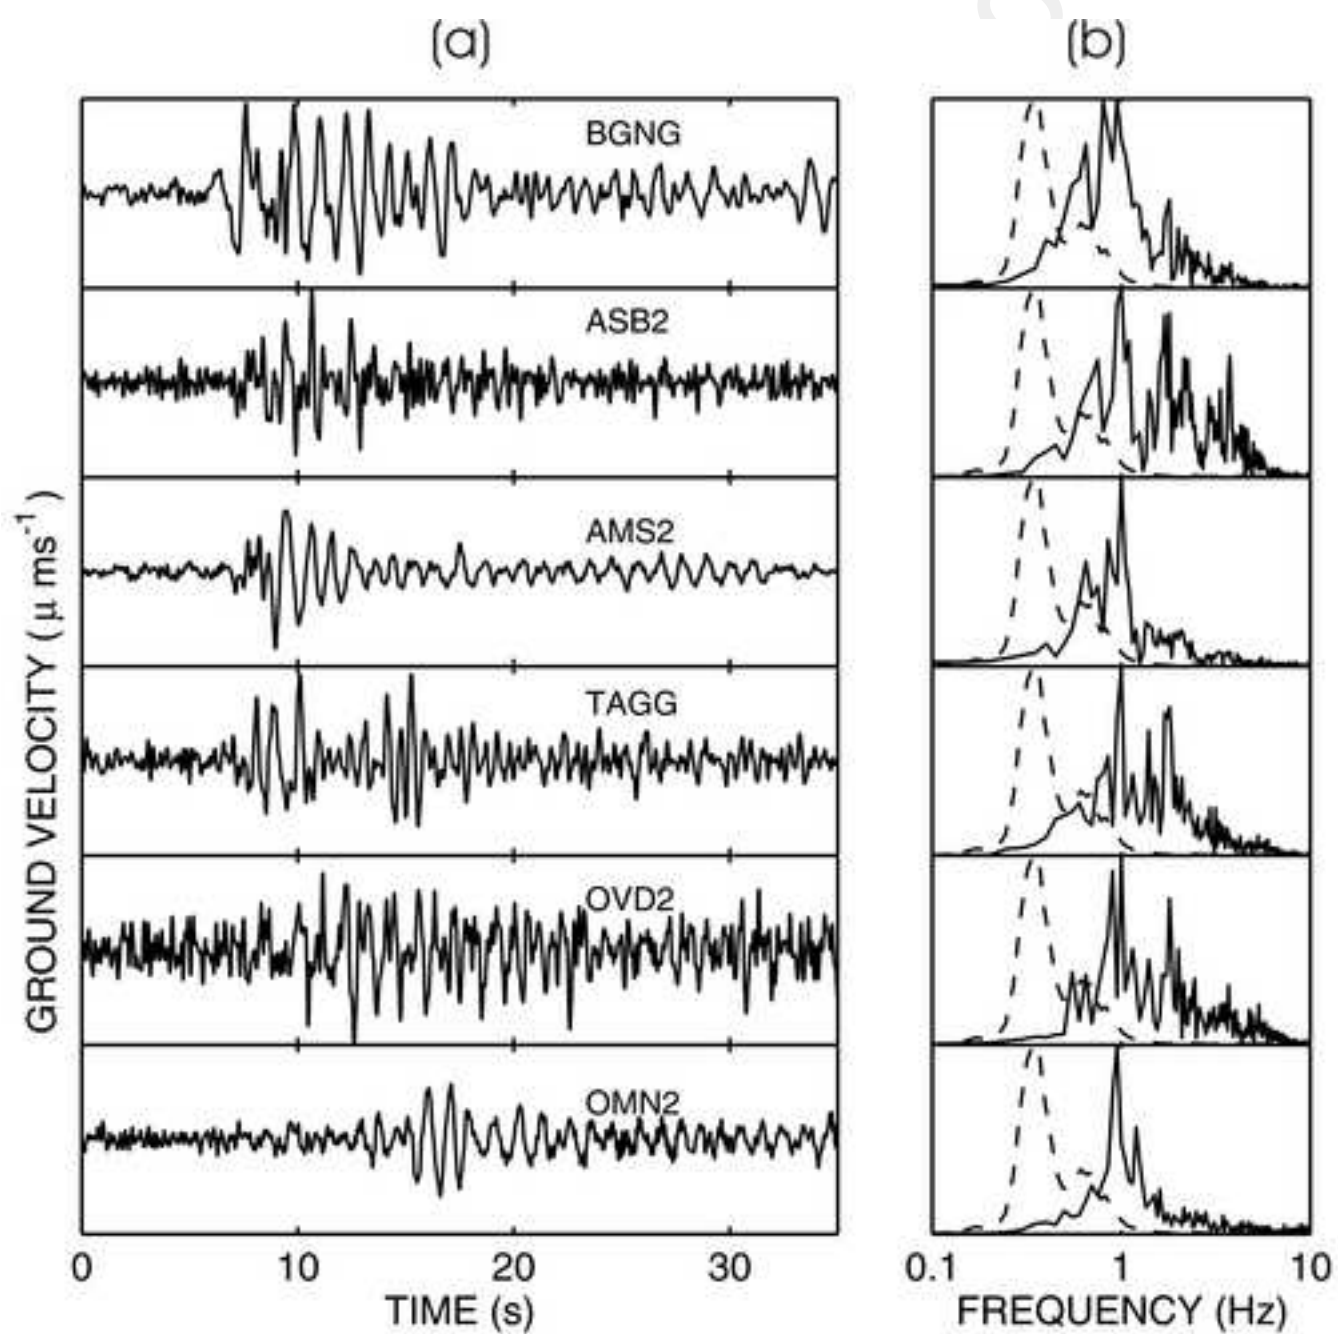 (a)
(b)
BGNG
ASB2
AMS2
TAGG
OVD2
OMN2
GROUND VELOCITY (μ ms⁻¹)
0 10 20 30
0.1 1 10
TIME (s)
FREQUENCY (Hz)